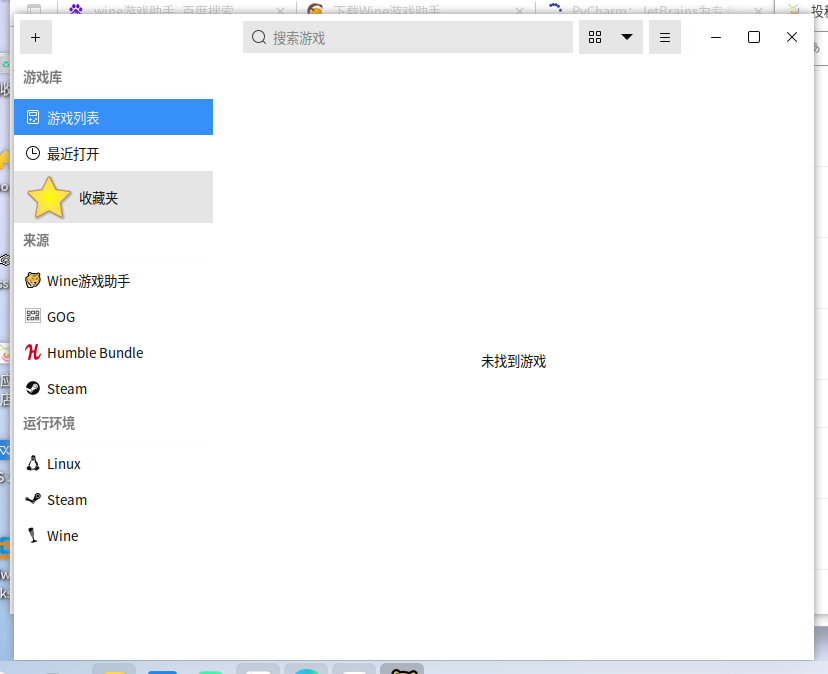 wine游戏助手_百度搜索
下载Wine游戏助手
PyCharm：JetBrains为专业
投稿
搜索游戏
游戏库
游戏列表
最近打开
收藏夹
来源
Wine游戏助手
GOG
Humble Bundle
Steam
未找到游戏
运行环境
Linux
Steam
Wine